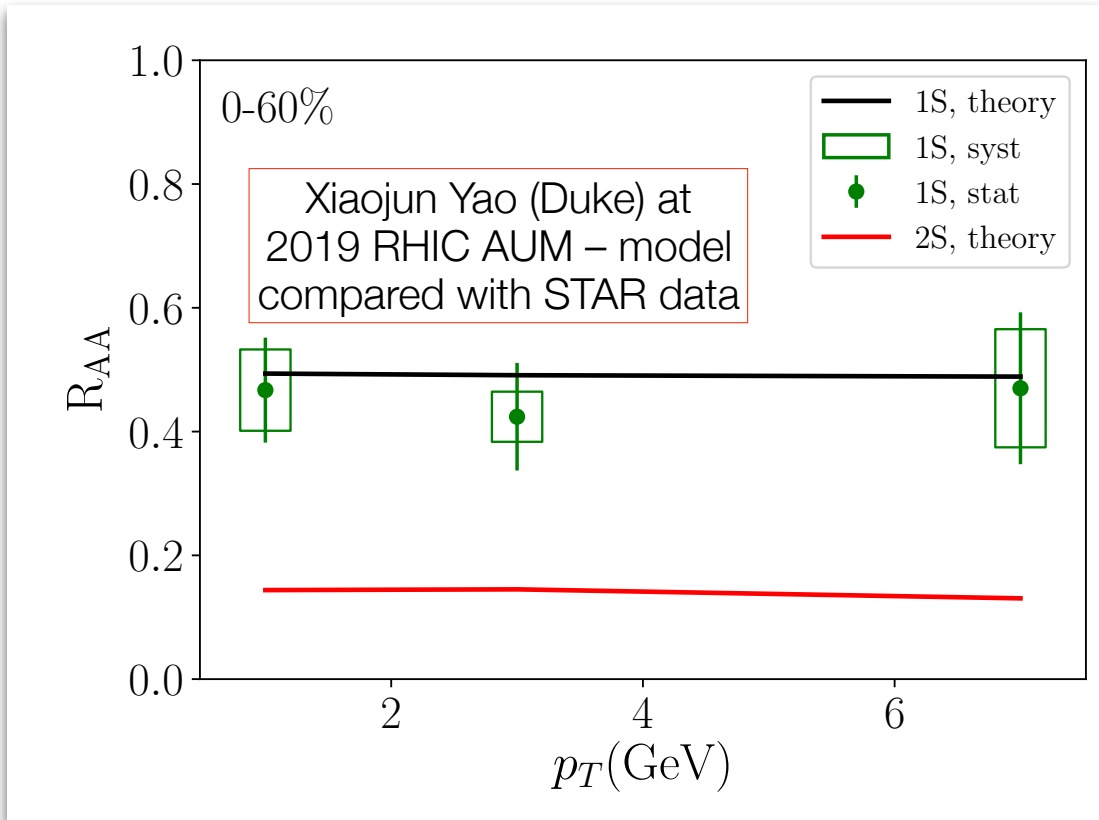 1.0
0.8
0.6
0.4
0.2
0.0
R_AA
0-60%
Xiaojun Yao (Duke) at
2019 RHIC AUM – model
compared with STAR data
1S, theory
1S, syst
1S, stat
2S, theory
2 4 6
p_T(GeV)